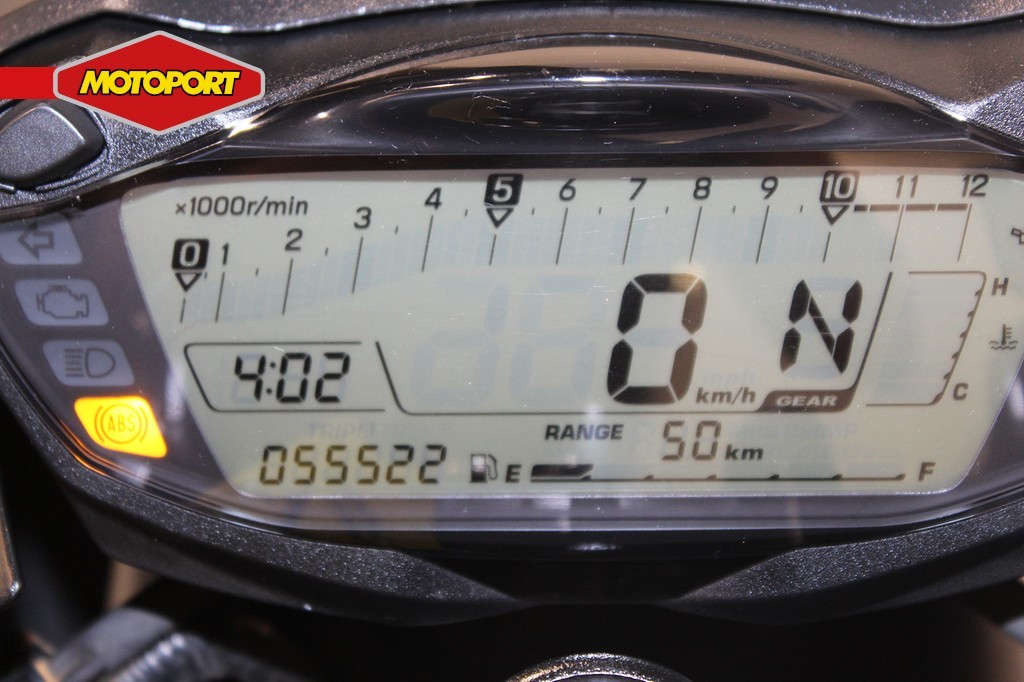 MOTOPORT
×1000r/min
0 1 2 3 4 5 6 7 8 9 10 11 12
H
4:02
0 km/h
N
GEAR
C
ABS
RANGE 50 km
055522
E F